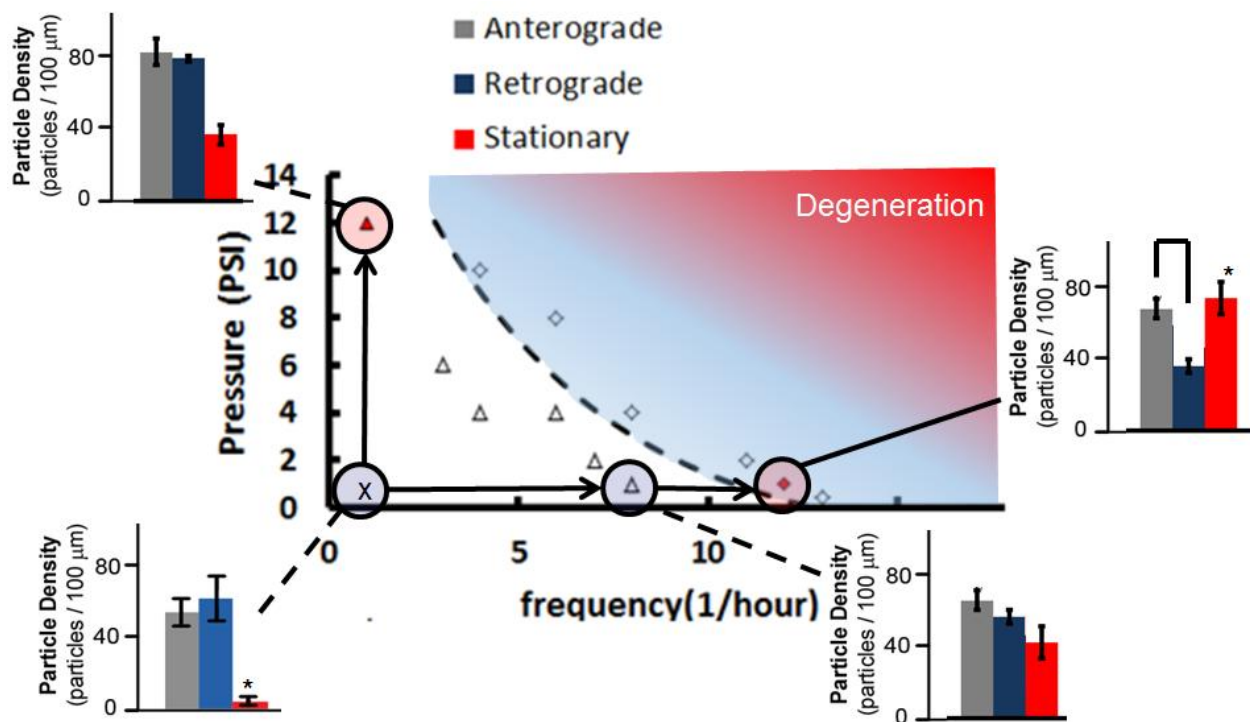 Anterograde
Retrograde
Stationary
Particle Density
(particles / 100 μm)
80
40
0
Pressure (PSI)
14
12
10
8
6
4
2
0
Degeneration
X
0
5
10
frequency(1/hour)
Particle Density
(particles / 100 μm)
80
40
0
*
Particle Density
(particles / 100 μm)
80
40
0
*
Particle Density
(particles / 100 μm)
80
40
0